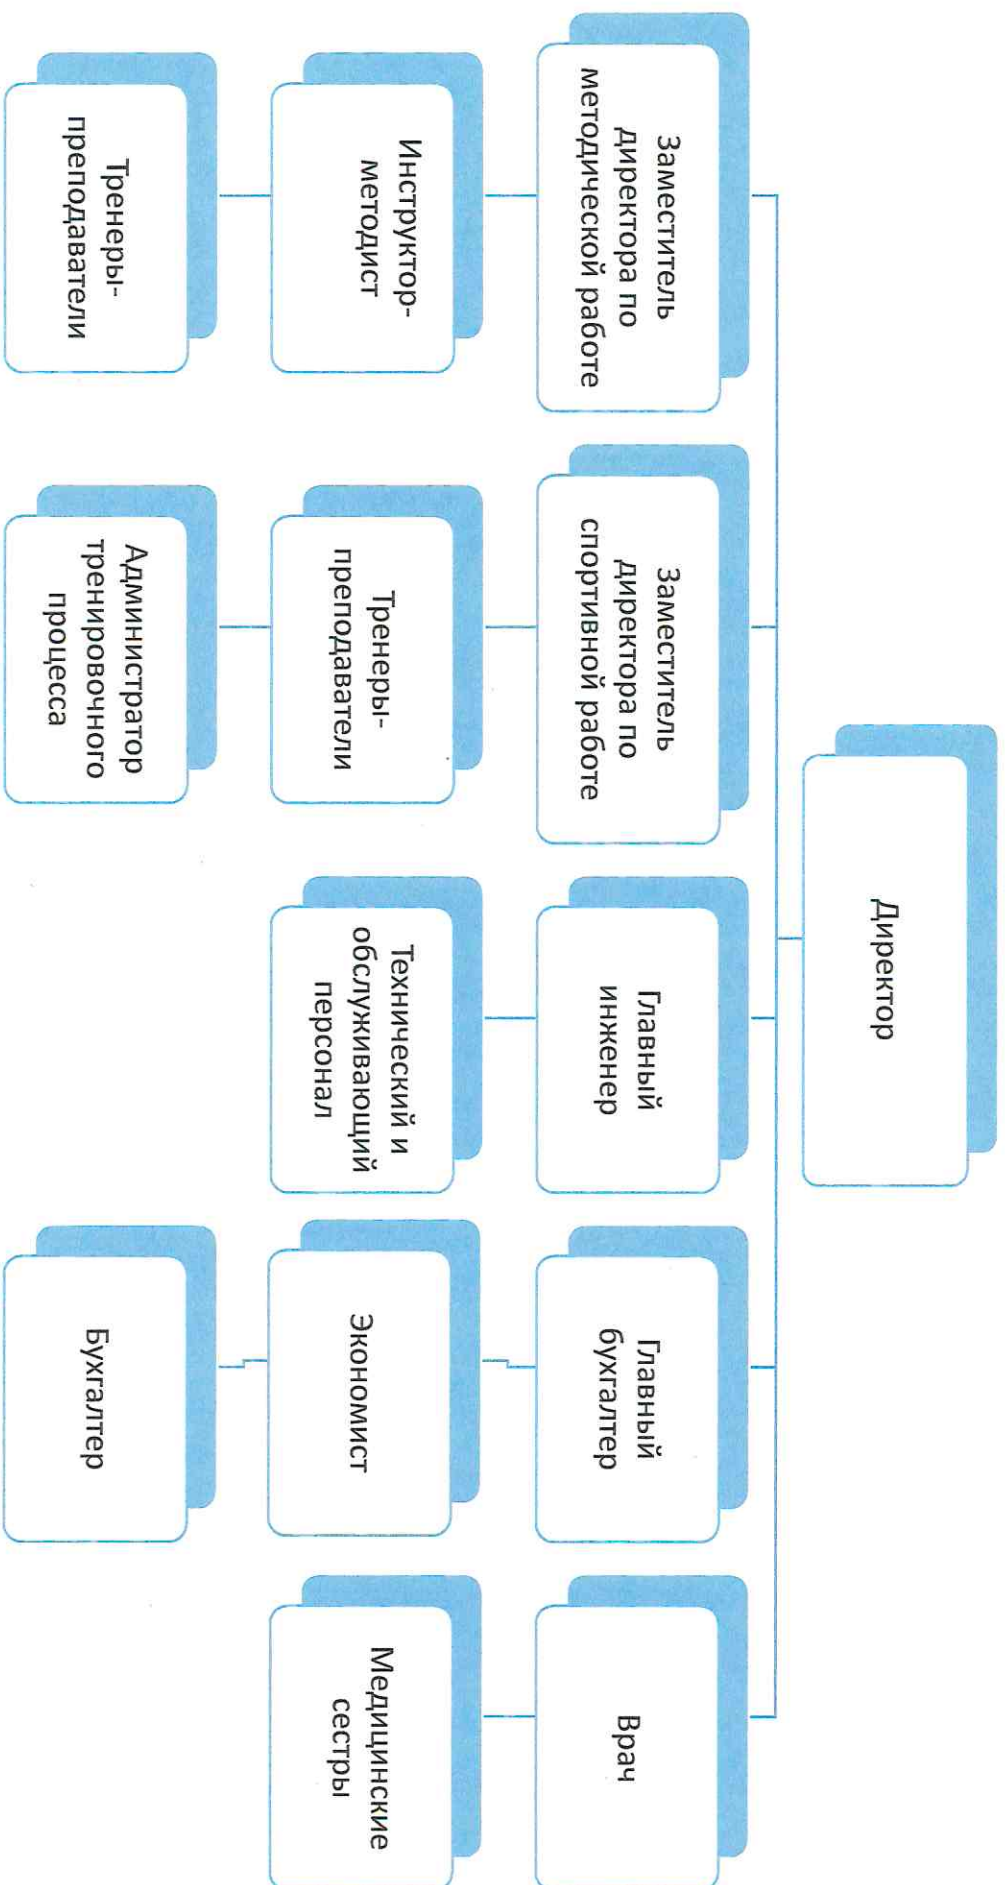 Директор
Заместитель
директора по
методической работе
Заместитель
директора по
спортивной работе
Главный
инженер
Главный
бухгалтер
Врач
Инструктор-
методист
Тренеры-
преподаватели
Технический и
обслуживающий
персонал
Экономист
Медицинские
сестры
Тренеры-
преподаватели
Администратор
тренировочного
процесса
Бухгалтер